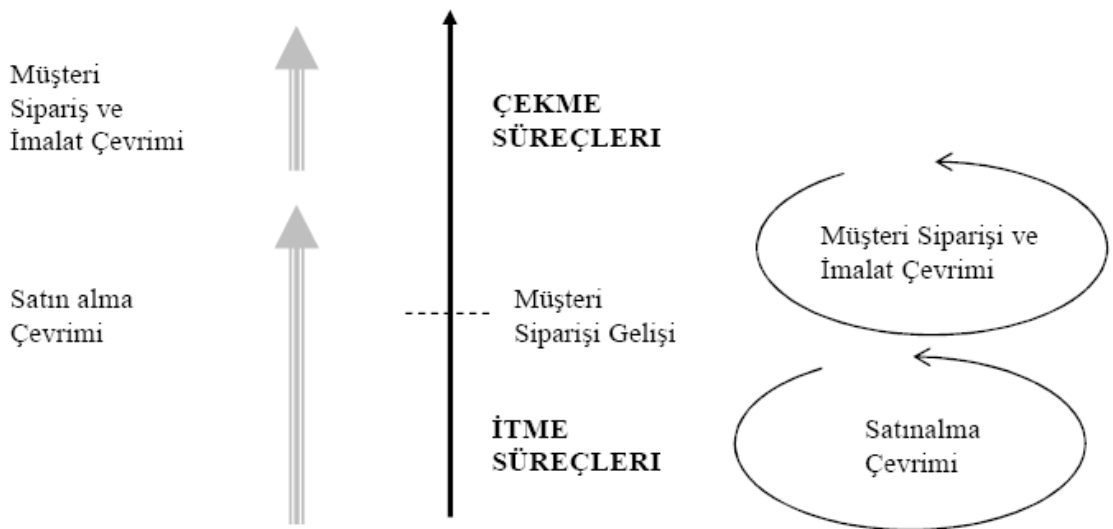 Müşteri
Sipariş ve
İmalat Çevrimi
Satın alma
Çevrimi
ÇEKME
SÜREÇLERI
Müşteri
Siparişi Gelişi
İTME
SÜREÇLERI
Müşteri Siparişi ve
İmalat Çevrimi
Satınalma
Çevrimi